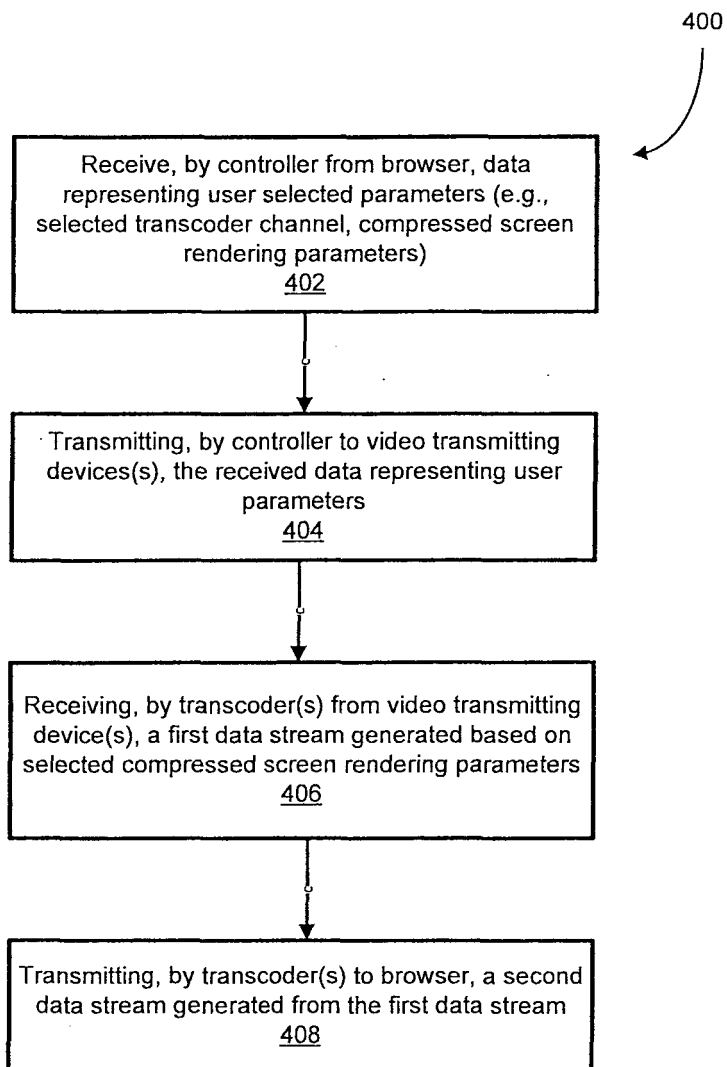 400
Receive, by controller from browser, data
representing user selected parameters (e.g.,
selected transcoder channel, compressed screen
rendering parameters)
402
Transmitting, by controller to video transmitting
devices(s), the received data representing user
parameters
404
Receiving, by transcoder(s) from video transmitting
device(s), a first data stream generated based on
selected compressed screen rendering parameters
406
Transmitting, by transcoder(s) to browser, a second
data stream generated from the first data stream
408